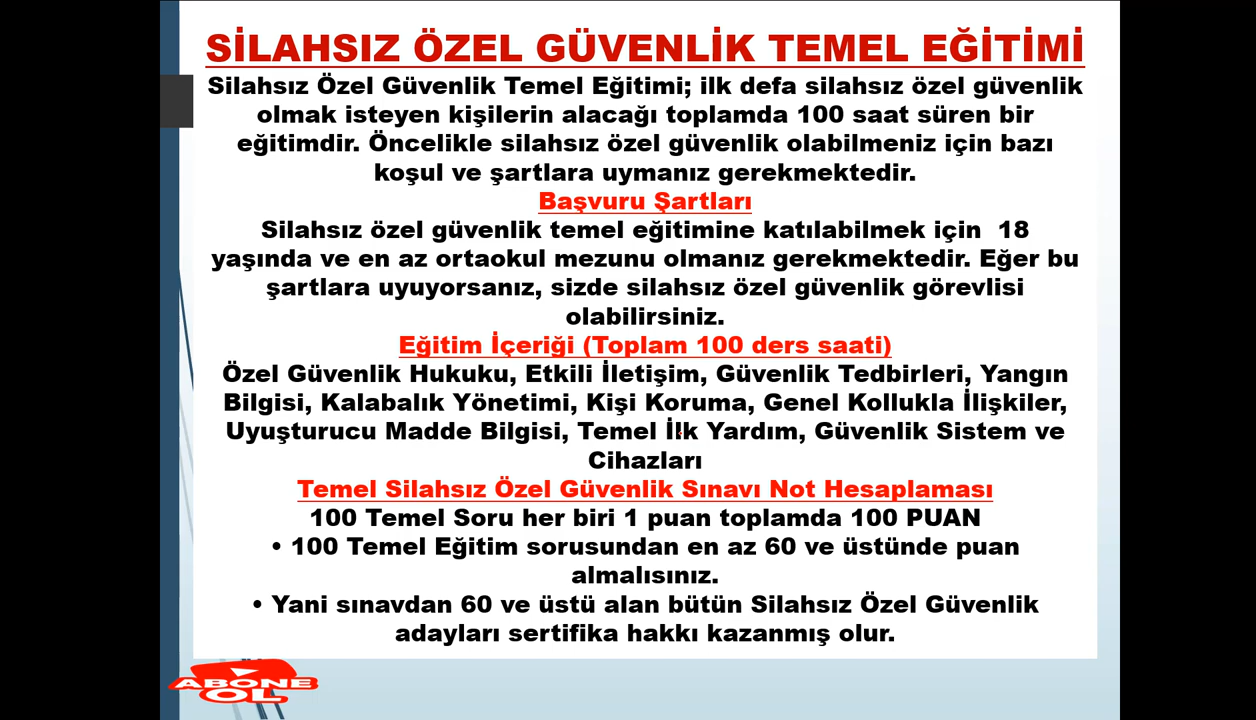 SİLAHSIZ ÖZEL GÜVENLİK TEMEL EĞİTİMİ
Silahsız Özel Güvenlik Temel Eğitimi; ilk defa silahsız özel güvenlik
olmak isteyen kişilerin alacağı toplamda 100 saat süren bir
eğitimdir. Öncelikle silahsız özel güvenlik olabilmeniz için bazı
koşul ve şartlara uymanız gerekmektedir.
Başvuru Şartları
Silahsız özel güvenlik temel eğitimine katılabilmek için  18
yaşında ve en az ortaokul mezunu olmanız gerekmektedir. Eğer bu
şartlara uyuyorsanız, sizde silahsız özel güvenlik görevlisi
olabilirsiniz.
Eğitim İçeriği (Toplam 100 ders saati)
Özel Güvenlik Hukuku, Etkili İletişim, Güvenlik Tedbirleri, Yangın
Bilgisi, Kalabalık Yönetimi, Kişi Koruma, Genel Kollukla İlişkiler,
Uyuşturucu Madde Bilgisi, Temel İlk Yardım, Güvenlik Sistem ve
Cihazları
Temel Silahsız Özel Güvenlik Sınavı Not Hesaplaması
100 Temel Soru her biri 1 puan toplamda 100 PUAN
• 100 Temel Eğitim sorusundan en az 60 ve üstünde puan
almalısınız.
• Yani sınavdan 60 ve üstü alan bütün Silahsız Özel Güvenlik
adayları sertifika hakkı kazanmış olur.
ABONE
OL